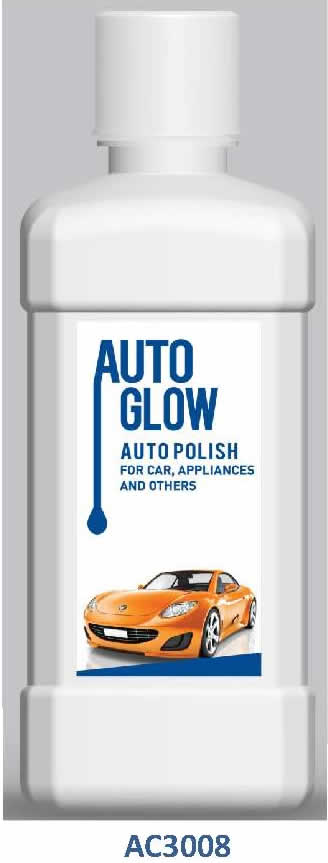 AUTO
GLOW
AUTO POLISH
FOR CAR, APPLIANCES
AND OTHERS
AC3008